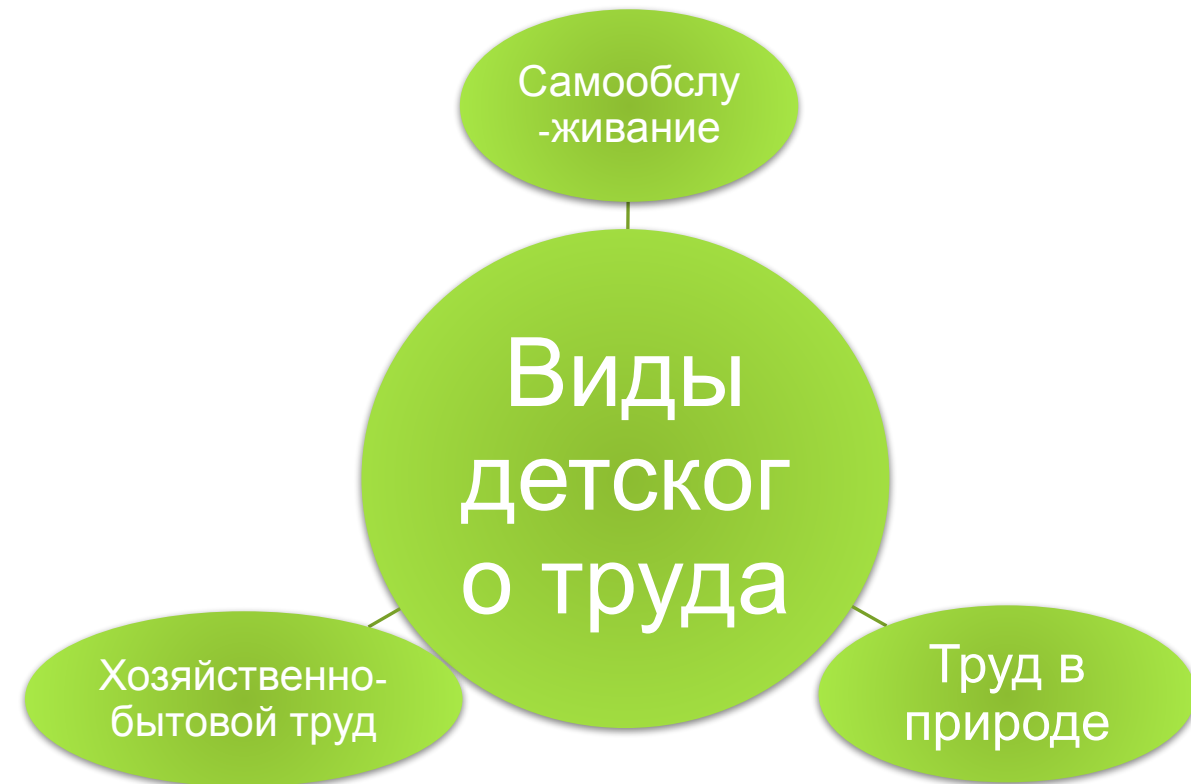 Самообслу
-живание
Виды
детског
о труда
Хозяйственно-
бытовой труд
Труд в
природе